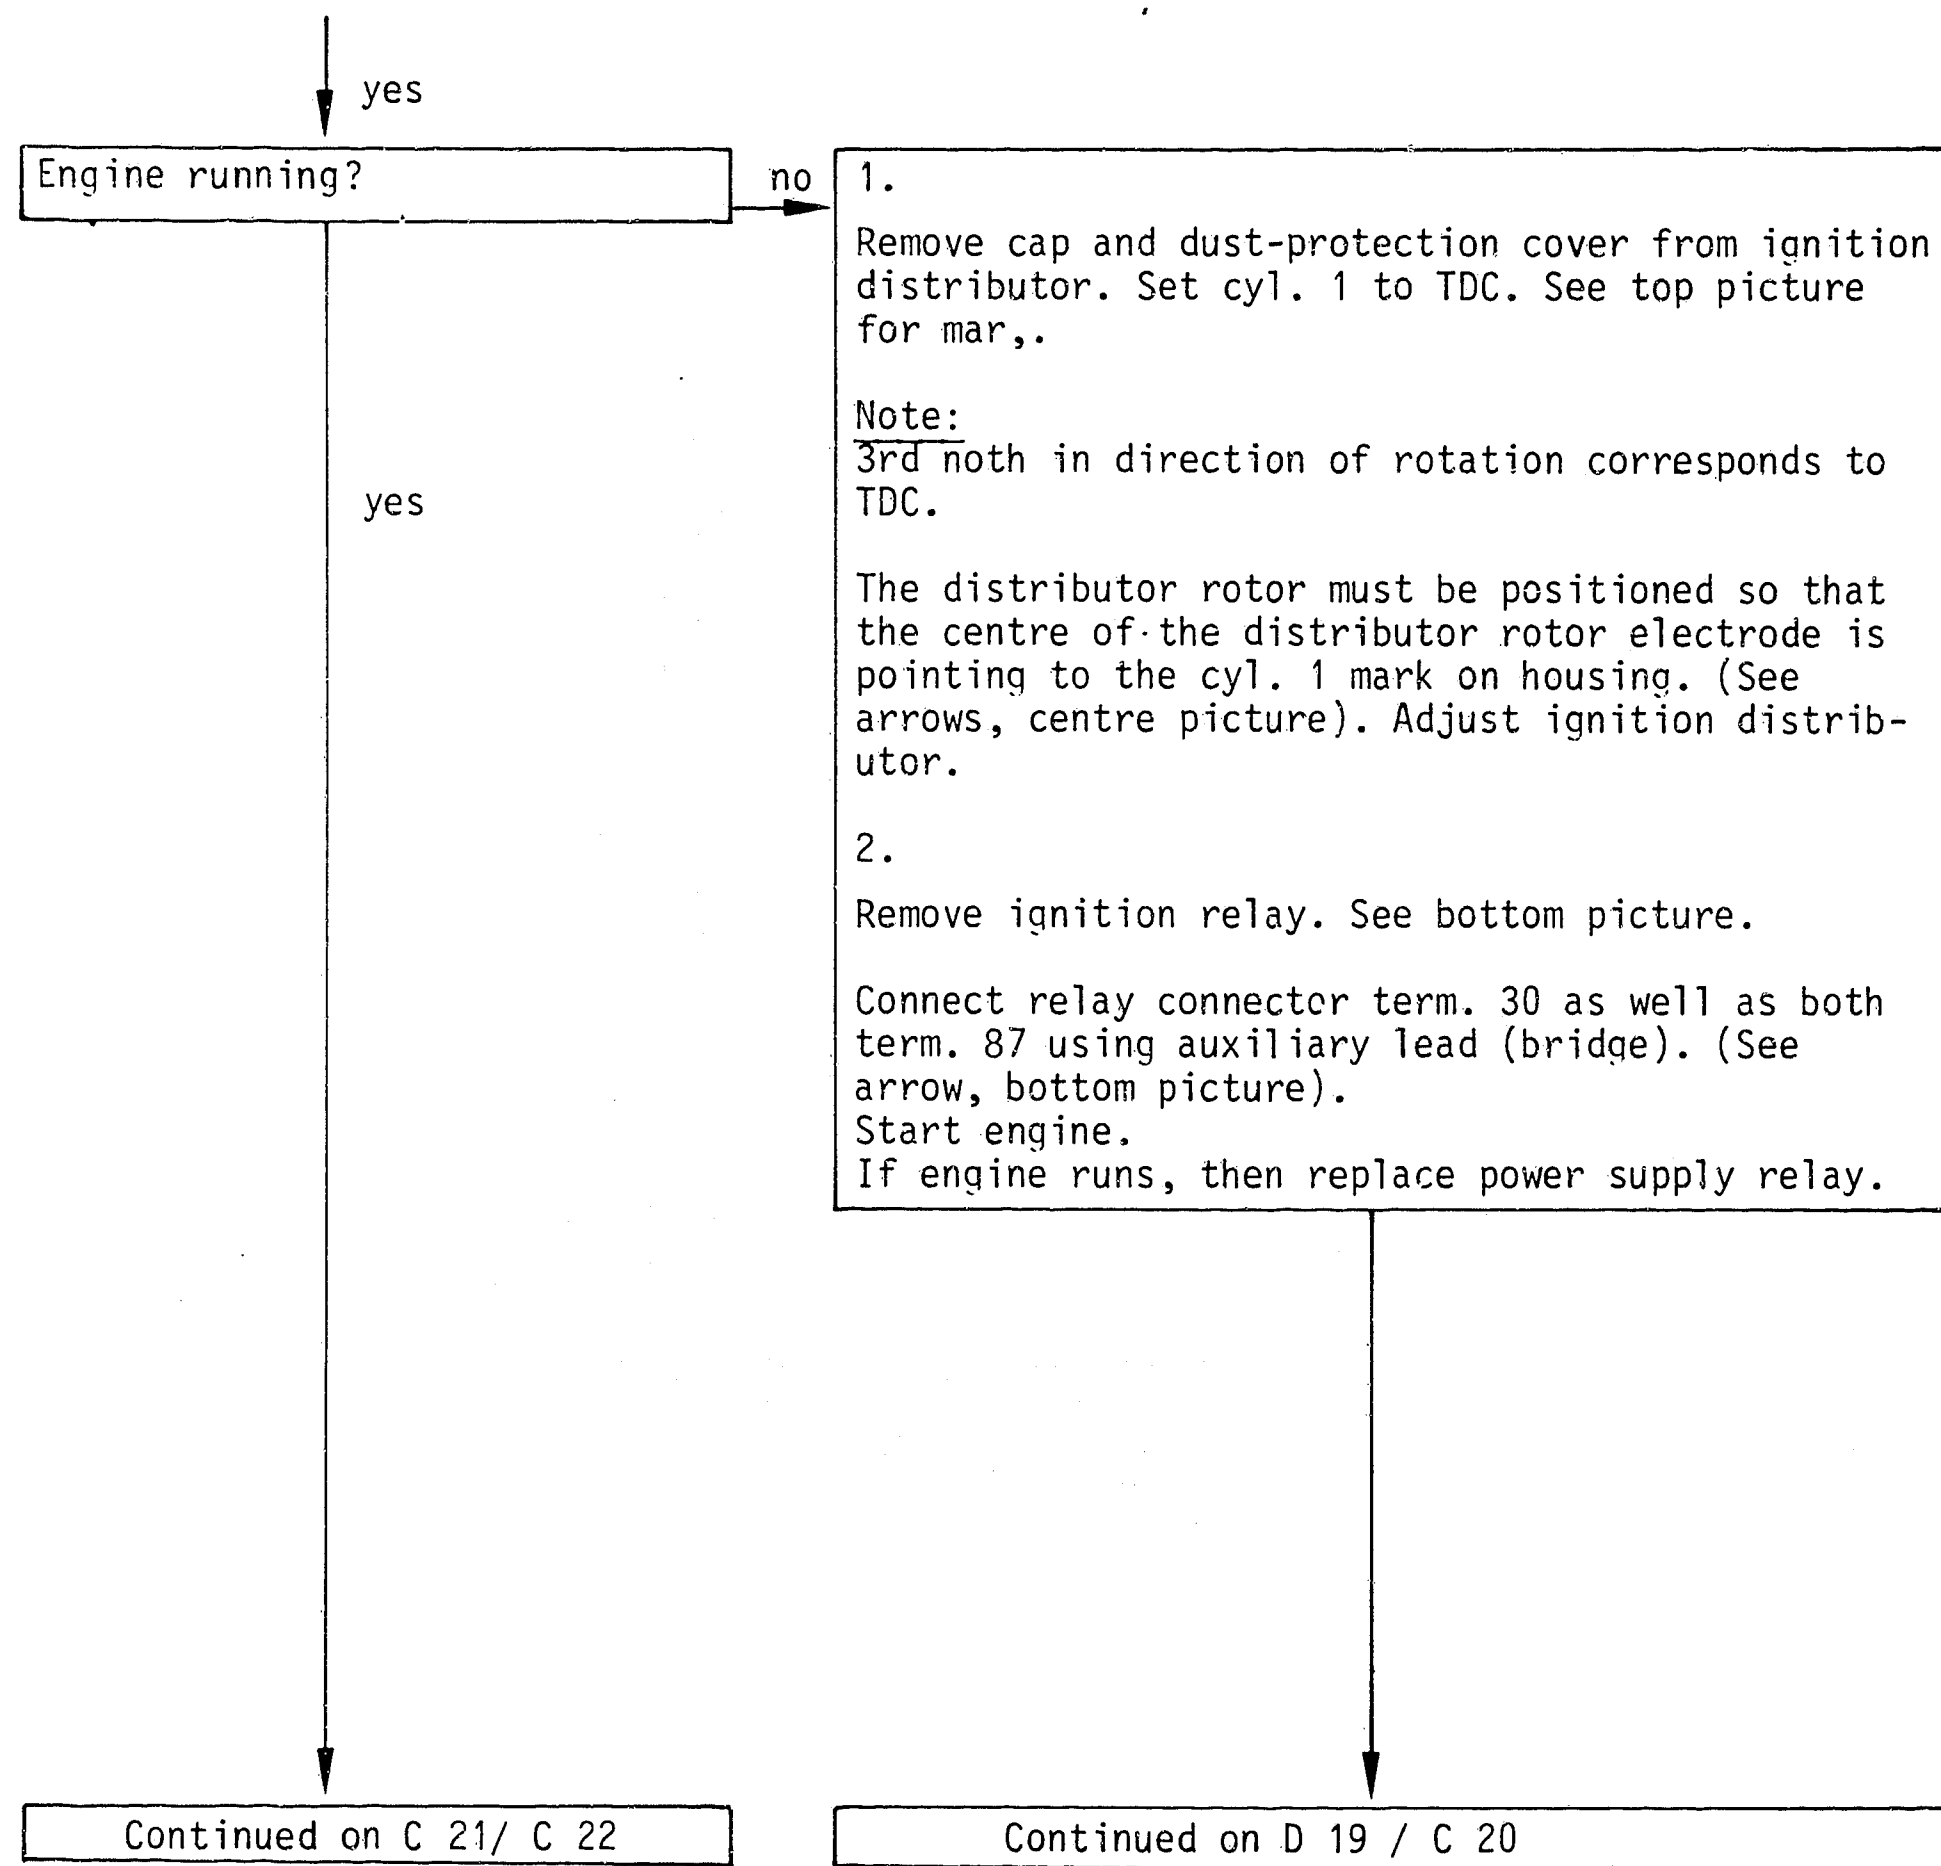 yes
Engine running?
no
yes
1.
Remove cap and dust-protection cover from ignition
distributor. Set cyl. 1 to TDC. See top picture
for mar,.
Note:
3rd noth in direction of rotation corresponds to
TDC.
The distributor rotor must be positioned so that
the centre of the distributor rotor electrode is
pointing to the cyl. 1 mark on housing. (See
arrows, centre picture). Adjust ignition distrib-
utor.
2.
Remove ignition relay. See bottom picture.
Connect relay connector term. 30 as well as both
term. 87 using auxiliary lead (bridge). (See
arrow, bottom picture).
Start engine.
If engine runs, then replace power supply relay.
Continued on C 21/ C 22
Continued on D 19 / C 20